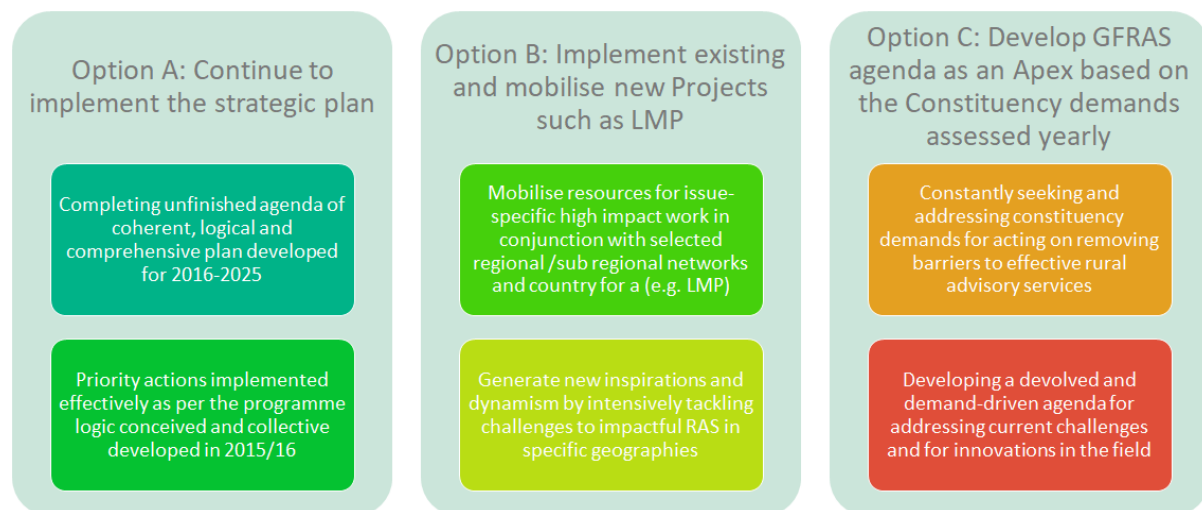 Option A: Continue to
implement the strategic plan
Completing unfinished agenda of
coherent, logical and
comprehensive plan developed
for 2016-2025
Priority actions implemented
effectively as per the programme
logic conceived and collective
developed in 2015/16
Option B: Implement existing
and mobilise new Projects
such as LMP
Mobilise resources for issue-
specific high impact work in
conjunction with selected
regional /sub regional networks
and country for a (e.g. LMP)
Generate new inspirations and
dynamism by intensively tackling
challenges to impactful RAS in
specific geographies
Option C: Develop GFRAS
agenda as an Apex based on
the Constituency demands
assessed yearly
Constantly seeking and
addressing constituency
demands for acting on removing
barriers to effective rural
advisory services
Developing a devolved and
demand-driven agenda for
addressing current challenges
and for innovations in the field